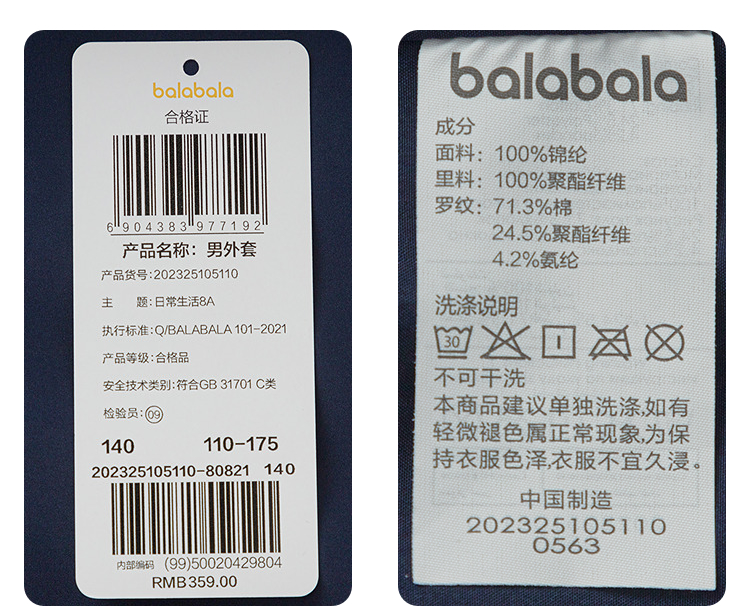 balabala
合格证
6904383977192
产品名称：男外套
产品货号:202325105110
主　题:日常生活8A
执行标准:Q/BALABALA 101-2021
产品等级:合格品
安全技术类别:符合GB 31701 C类
检验员:09
140 110-175
202325105110-80821 140
内部编码 (99)50020429804
RMB359.00
balabala
成分
面料：100%锦纶
里料：100%聚酯纤维
罗纹：71.3%棉
24.5%聚酯纤维
4.2%氨纶
洗涤说明
30
不可干洗
本商品建议单独洗涤,如有
轻微褪色属正常现象,为保
持衣服色泽,衣服不宜久浸。
中国制造
202325105110
0563